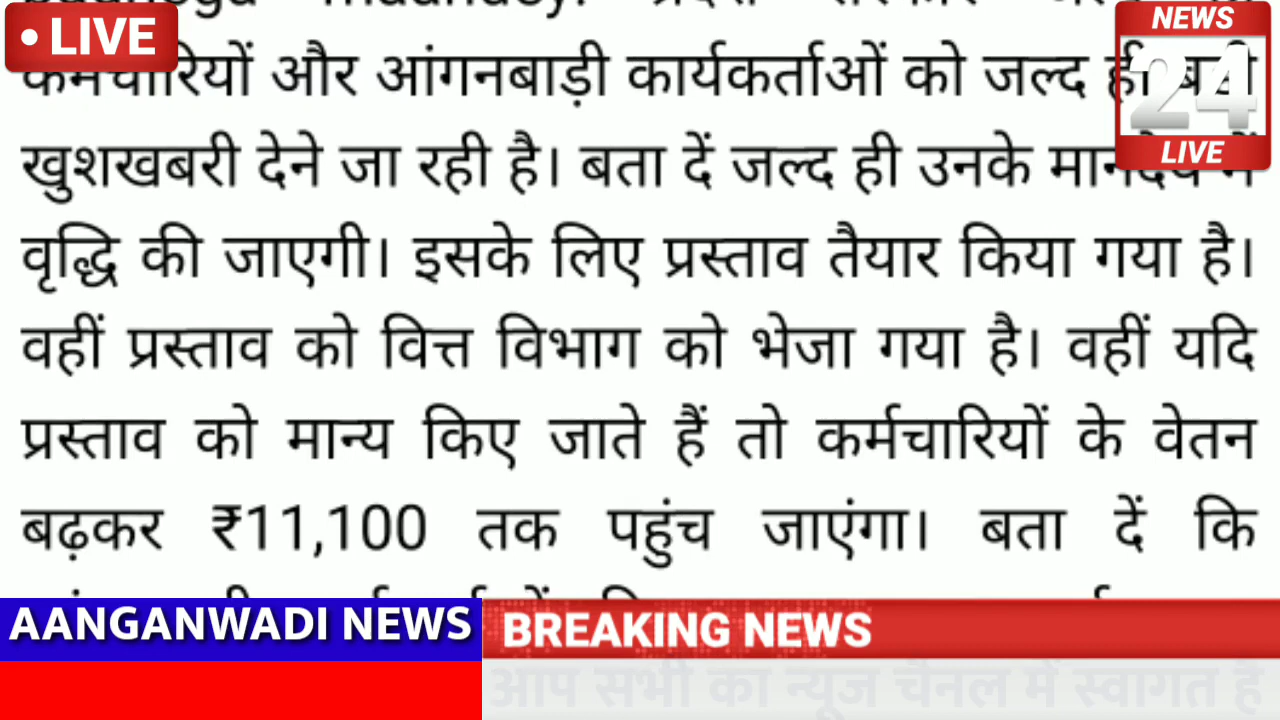 • LIVE
NEWS
24
LIVE
कर्मचारियों और आंगनबाड़ी कार्यकर्ताओं को जल्द ही बड़ी
खुशखबरी देने जा रही है। बता दें जल्द ही उनके मानदेय में
वृद्धि की जाएगी। इसके लिए प्रस्ताव तैयार किया गया है।
वहीं प्रस्ताव को वित्त विभाग को भेजा गया है। वहीं यदि
प्रस्ताव को मान्य किए जाते हैं तो कर्मचारियों के वेतन
बढ़कर ₹11,100 तक पहुंच जाएंगा। बता दें कि
AANGANWADI NEWS
BREAKING NEWS
आप सभी का न्यूज चैनल में स्वागत है